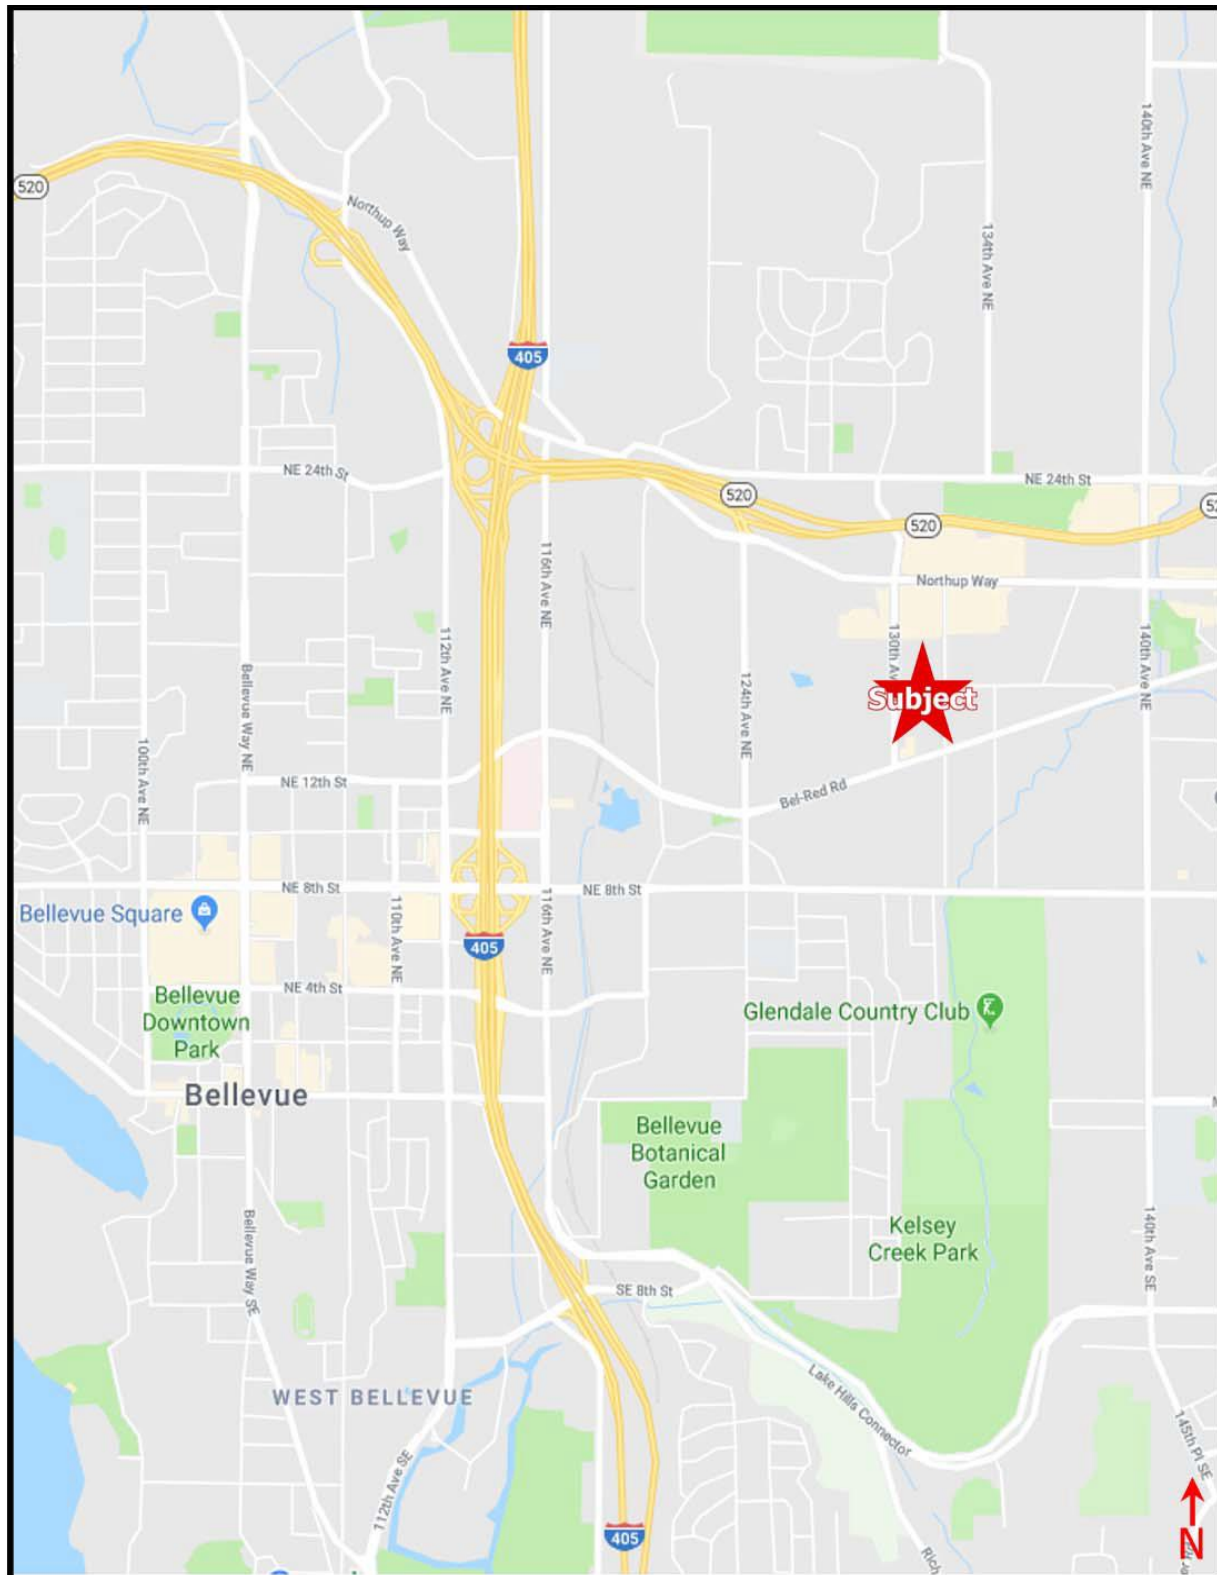 140th Ave NE
520
Northup Way
134th Ave NE
405
NE 24th St
NE 24th St
520
520
116th Ave NE
Northup Way
112th Ave NE
130th Av
140th Ave NE
Bellevue Way NE
124th Ave NE
Subject
100th Ave NE
NE 12th St
Bel-Red Rd
NE 8th St
NE 8th St
Bellevue Square
110th Ave NE
116th Ave NE
405
NE 4th St
Bellevue
Downtown
Park
Glendale Country Club
Bellevue
Bellevue
Botanical
Garden
Bellevue Way SE
Kelsey
Creek Park
140th Ave SE
SE 8th St
WEST BELLEVUE
Lake Hills Connector
145th Pl SE
112th Ave SE
405
Rich
N